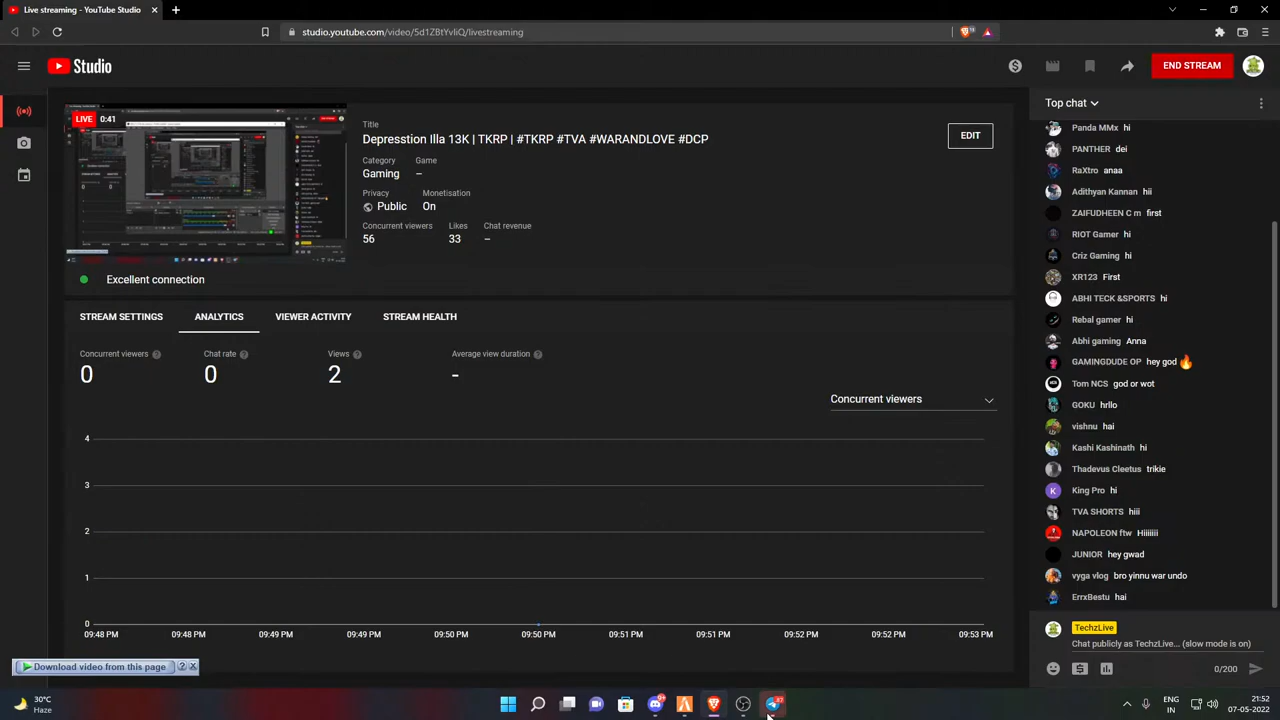 Live streaming - YouTube Studio
studio.youtube.com/video/5d1ZBtYvIiQ/livestreaming
Studio
END STREAM
LIVE 0:41
Title
Depresstion Illa 13K | TKRP | #TKRP #TVA #WARANDLOVE #DCP
EDIT
Category Game
Gaming –
Privacy Monetisation
Public On
Concurrent viewers Likes Chat revenue
56 33 –
Excellent connection
STREAM SETTINGS ANALYTICS VIEWER ACTIVITY STREAM HEALTH
Concurrent viewers Chat rate Views Average view duration
0 0 2 -
Concurrent viewers
4
3
2
1
0
09:48 PM 09:48 PM 09:49 PM 09:49 PM 09:50 PM 09:50 PM 09:51 PM 09:51 PM 09:52 PM 09:52 PM 09:53 PM
Download video from this page ? X
Top chat
Panda MMx hi
PANTHER dei
RaXtro anaa
Adithyan Kannan hii
ZAIFUDHEEN C m first
RIOT Gamer hi
Criz Gaming hi
XR123 First
ABHI TECK &SPORTS hi
Rebal gamer hi
Abhi gaming Anna
GAMINGDUDE OP hey god
Tom NCS god or wot
GOKU hrllo
vishnu hai
Kashi Kashinath hi
Thadevus Cleetus trikie
King Pro hi
TVA SHORTS hiii
NAPOLEON ftw Hiiiiiii
JUNIOR hey gwad
vyga vlog bro yinnu war undo
ErrxBestu hai
TechzLive
Chat publicly as TechzLive... (slow mode is on)
0/200
30°C
Haze
ENG
IN
21:52
07-05-2022